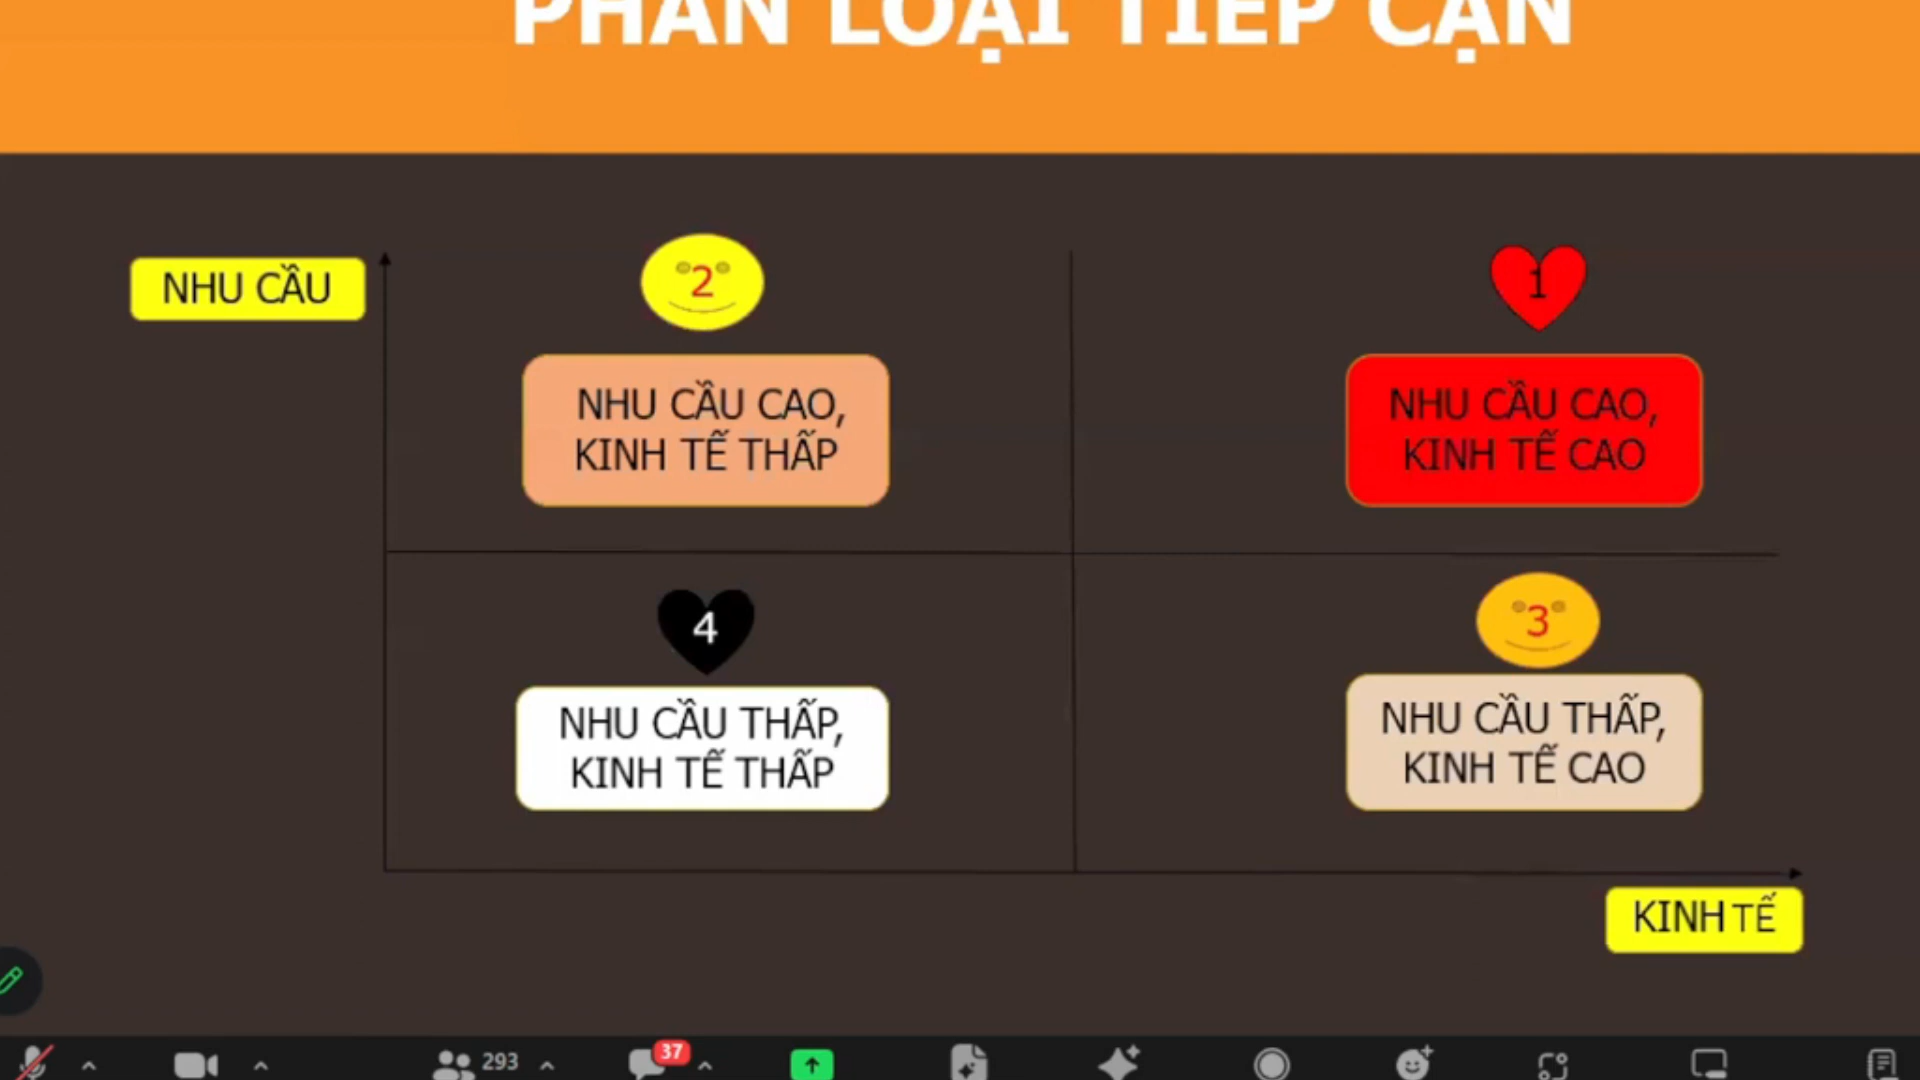 PHÂN LOẠI TIẾP CẬN
NHU CẦU
2
1
NHU CẦU CAO,
KINH TẾ THẤP
NHU CẦU CAO,
KINH TẾ CAO
4
3
NHU CẦU THẤP,
KINH TẾ THẤP
NHU CẦU THẤP,
KINH TẾ CAO
KINH TẾ
293
37